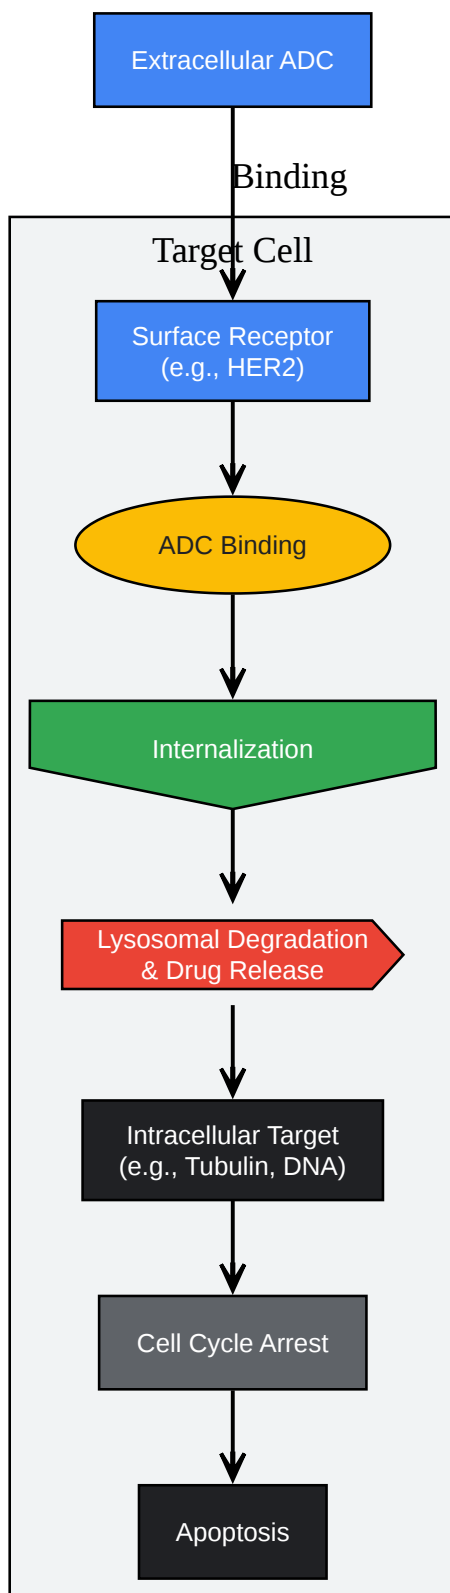 Extracellular ADC
Binding
Target Cell
Surface Receptor
(e.g., HER2)
ADC Binding
Internalization
Lysosomal Degradation
& Drug Release
Intracellular Target
(e.g., Tubulin, DNA)
Cell Cycle Arrest
Apoptosis